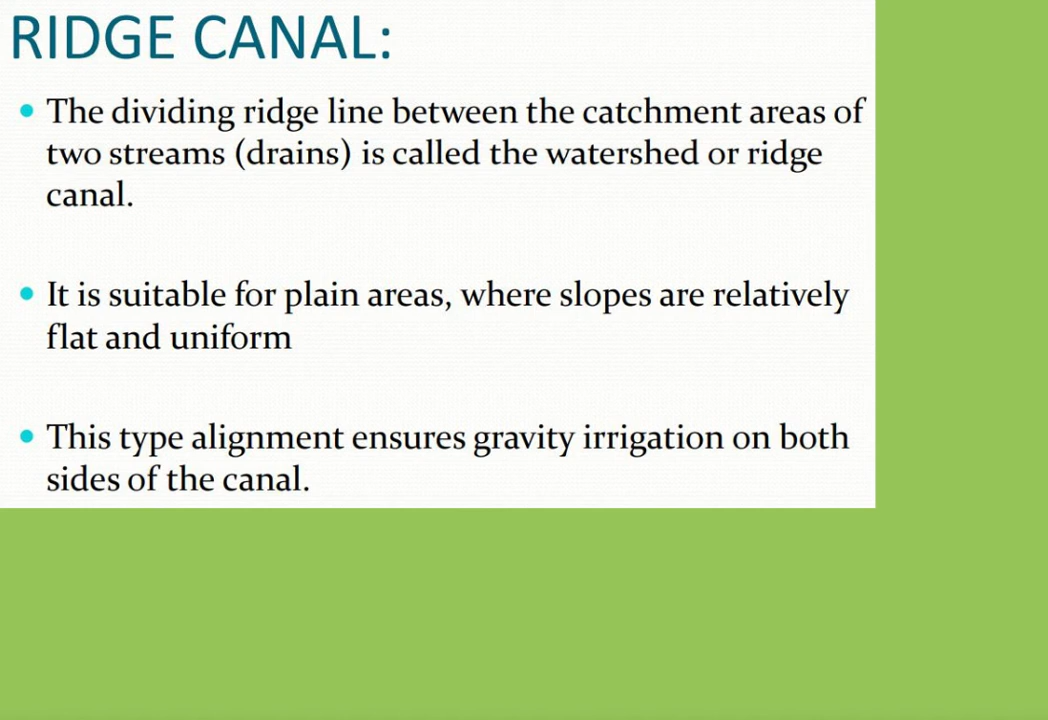 RIDGE CANAL:
• The dividing ridge line between the catchment areas of
two streams (drains) is called the watershed or ridge
canal.
• It is suitable for plain areas, where slopes are relatively
flat and uniform
• This type alignment ensures gravity irrigation on both
sides of the canal.